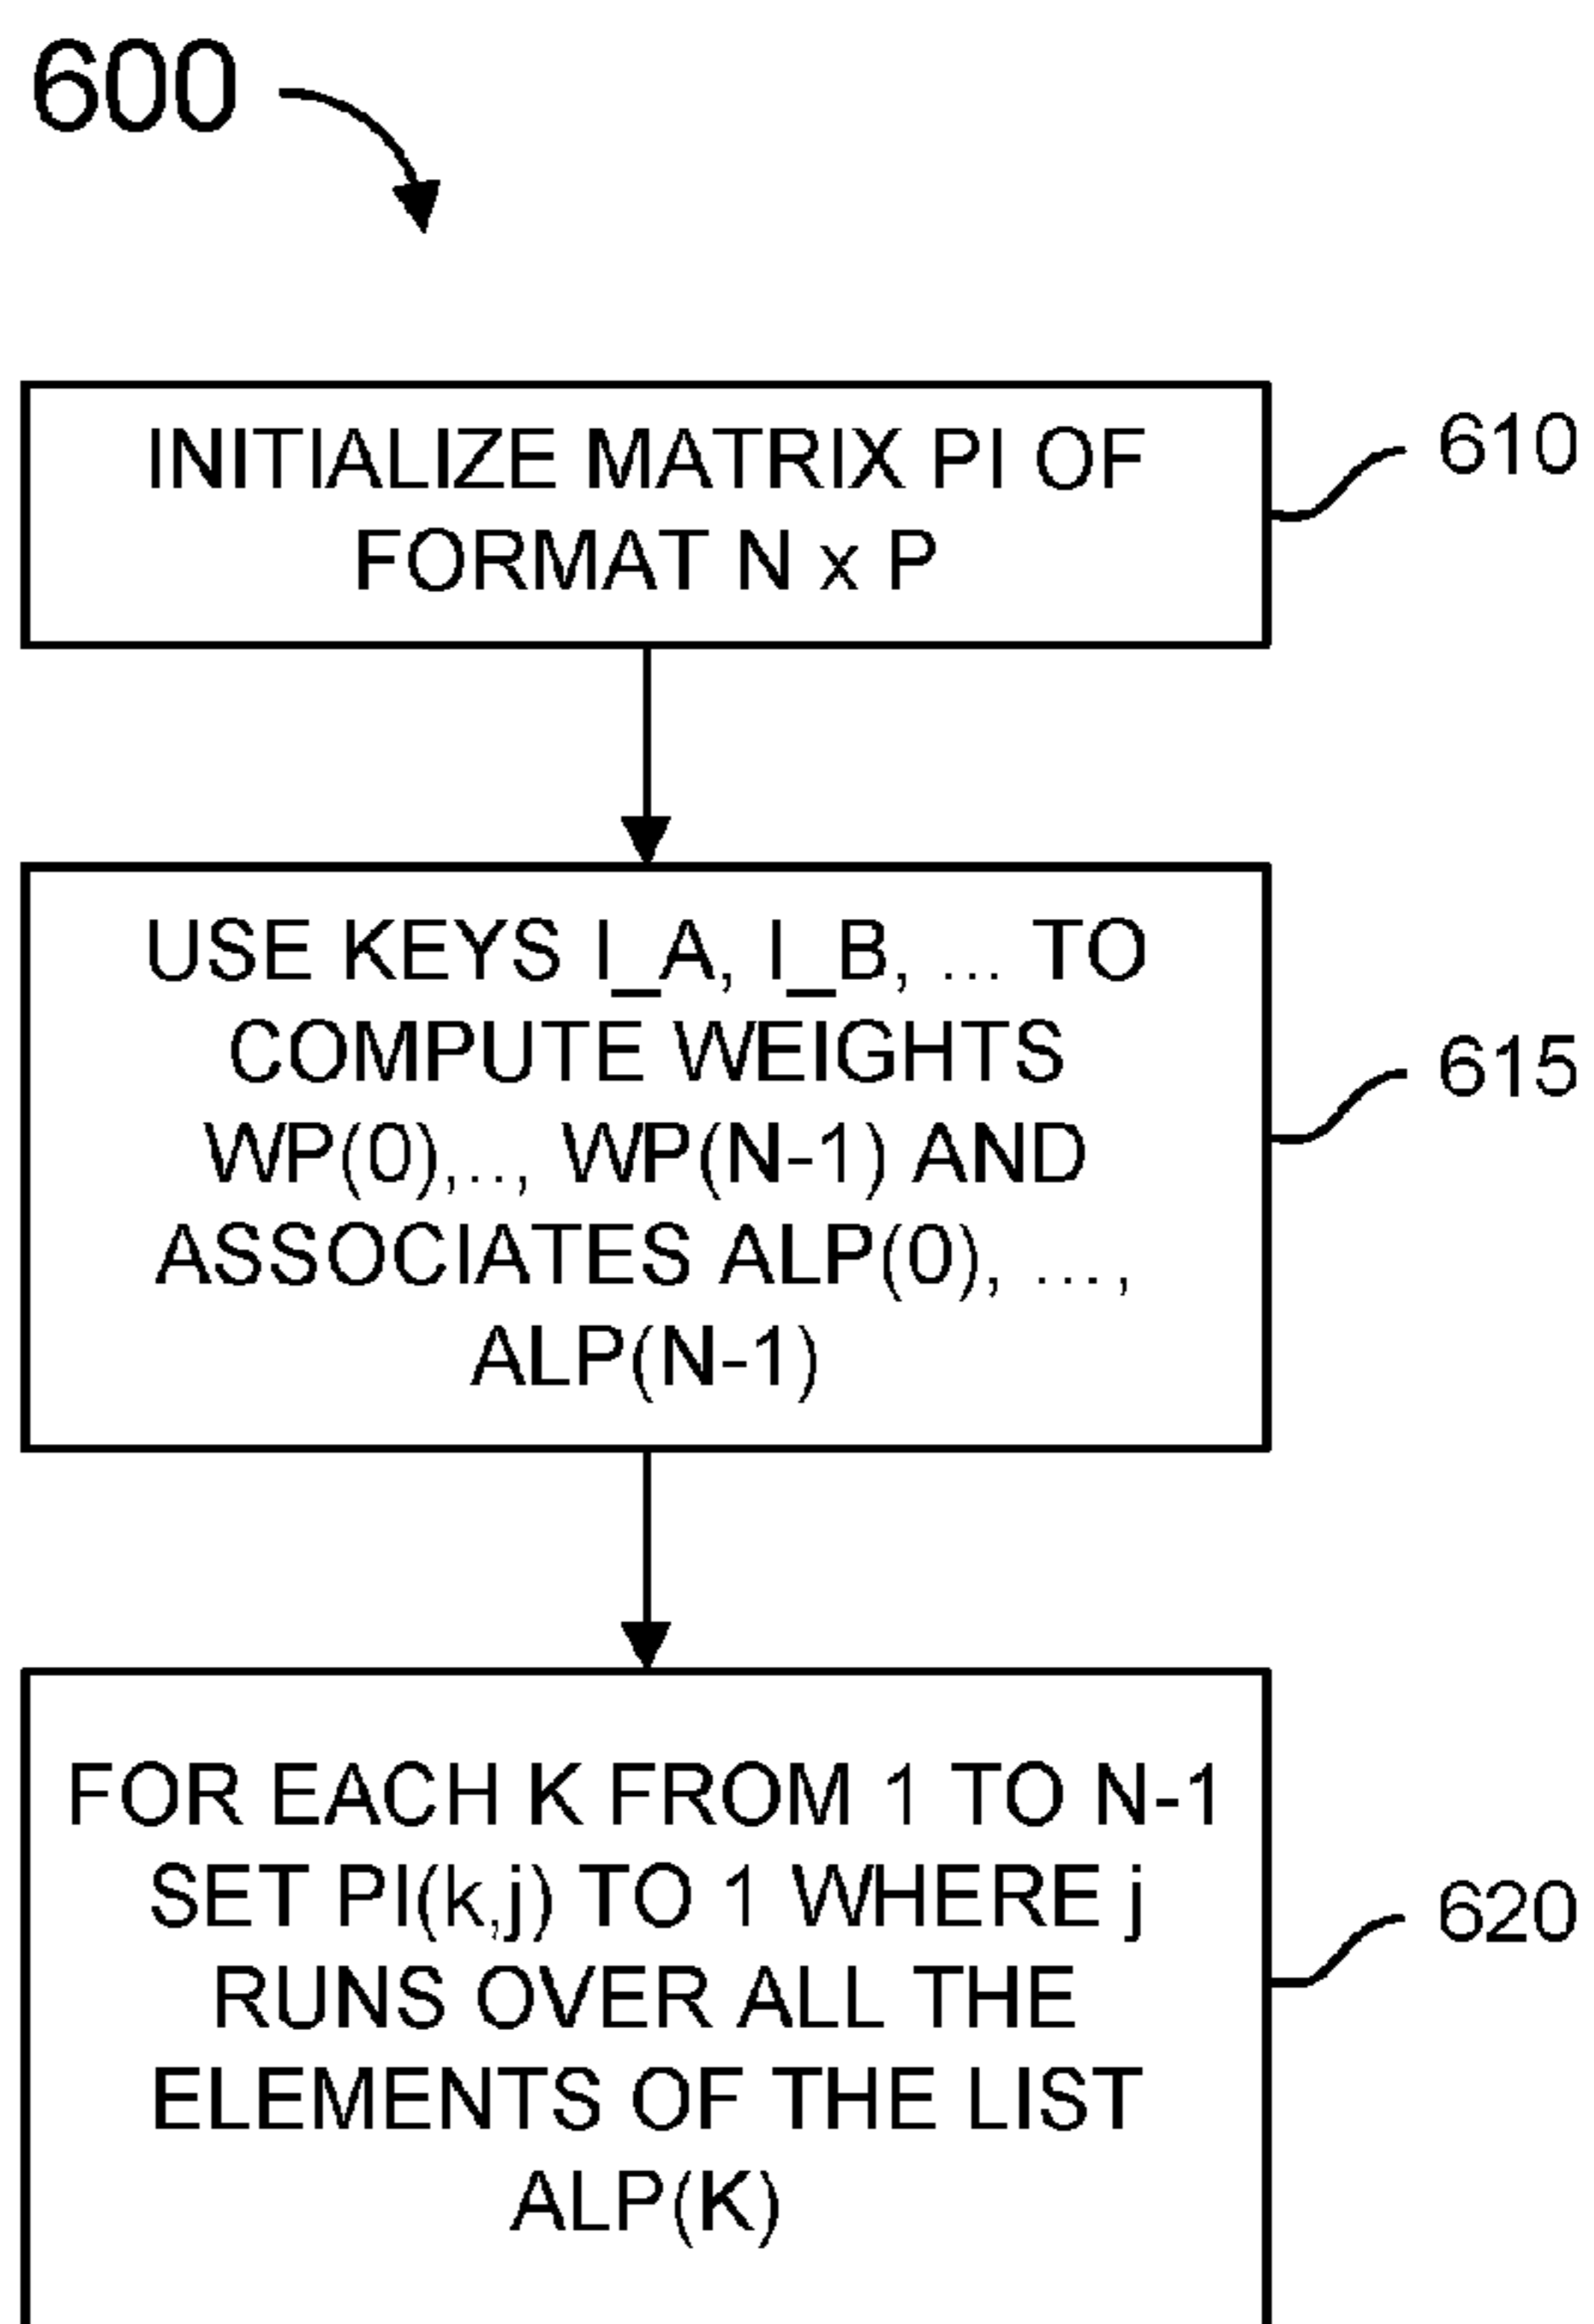 600
INITIALIZE MATRIX PI OF
FORMAT N x P
610
USE KEYS I_A, I_B, ... TO
COMPUTE WEIGHTS
WP(0),.., WP(N-1) AND
ASSOCIATES ALP(0), ...,
ALP(N-1)
615
FOR EACH K FROM 1 TO N-1
SET PI(k,j) TO 1 WHERE j
RUNS OVER ALL THE
ELEMENTS OF THE LIST
ALP(K)
620